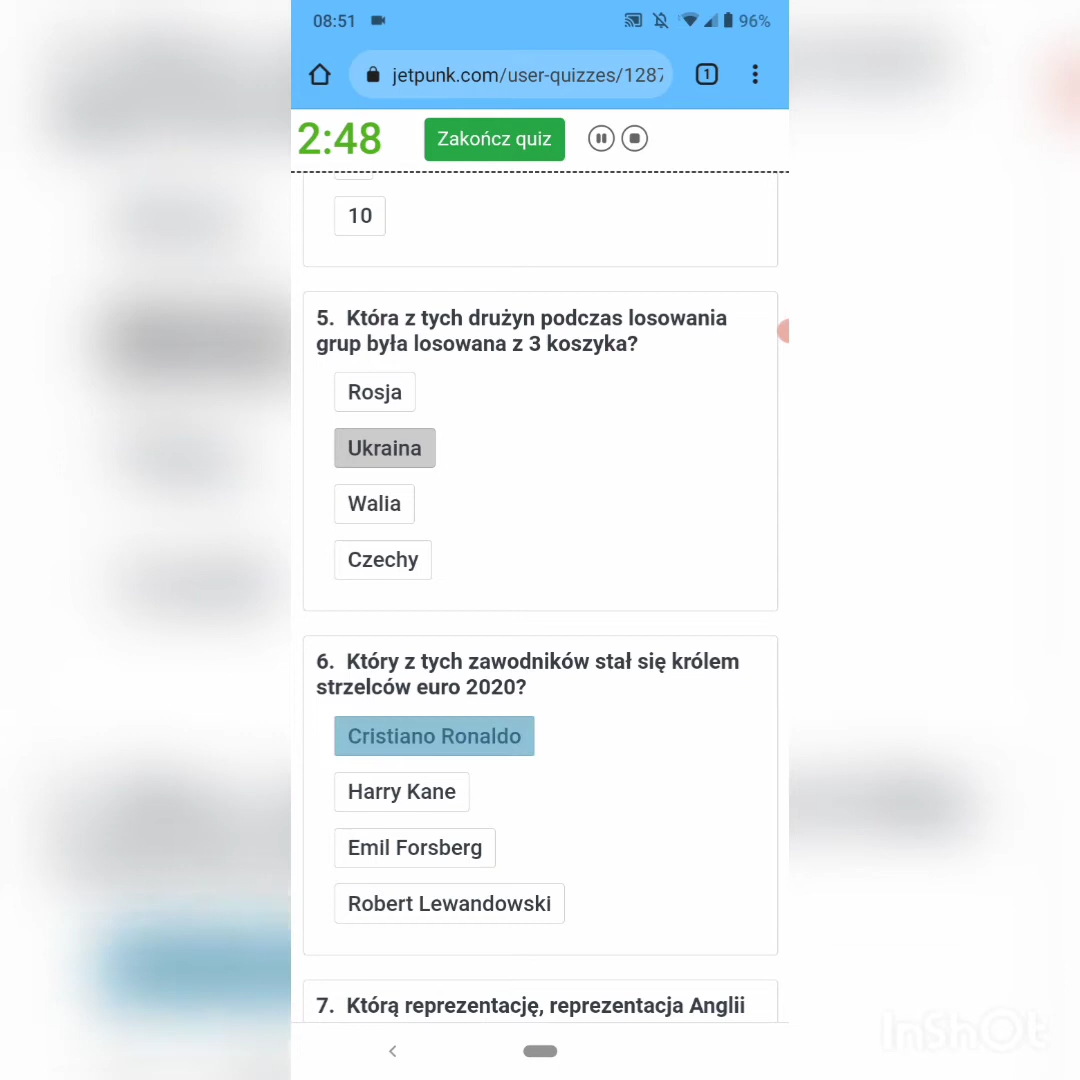 08:51
96%
jetpunk.com/user-quizzes/1287
1
2:48
Zakończ quiz
10
5. Która z tych drużyn podczas losowania
grup była losowana z 3 koszyka?
Rosja
Ukraina
Walia
Czechy
6. Który z tych zawodników stał się królem
strzelców euro 2020?
Cristiano Ronaldo
Harry Kane
Emil Forsberg
Robert Lewandowski
7. Którą reprezentację, reprezentacja Anglii
InShOt